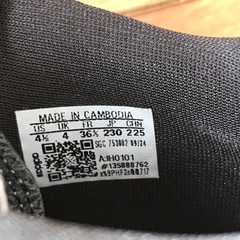 MADE IN CAMBODIA
US UK FR JP CHN
4½ 4 36⅔ 230 225
SGC 753002 09/24
A:IH0101
#135888762